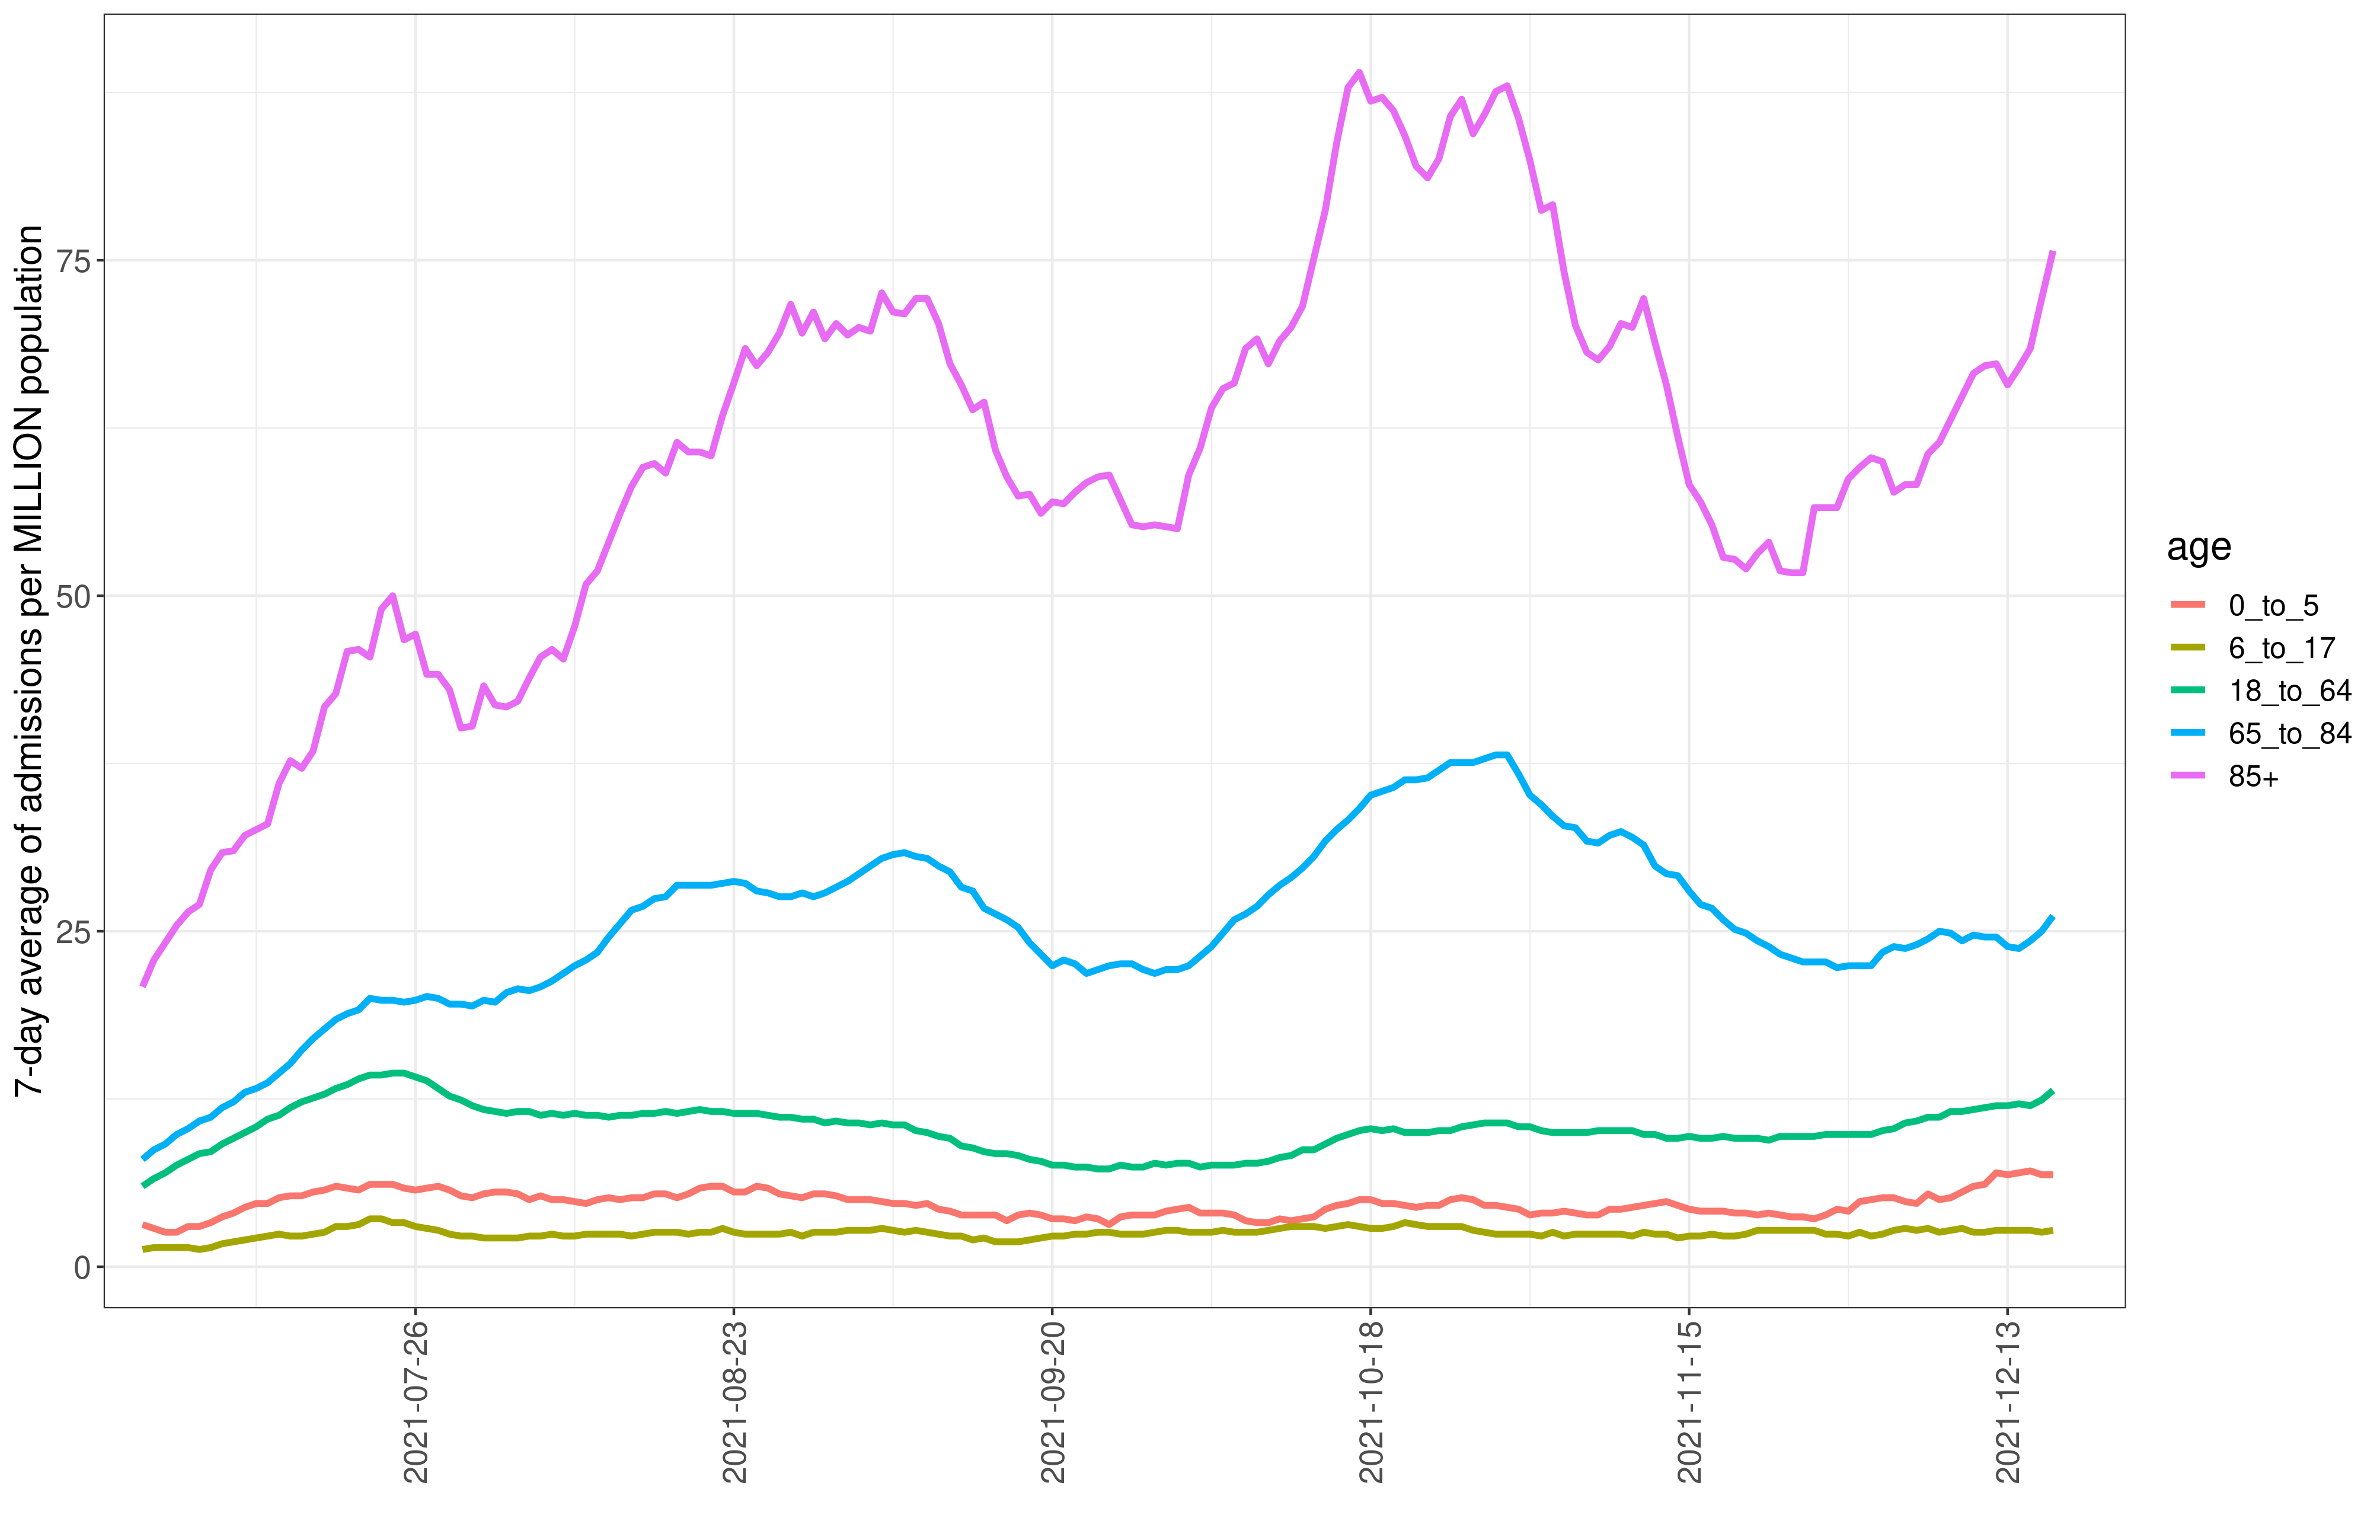 7-day average of admissions per MILLION population
75
50
25
0
2021-07-26
2021-08-23
2021-09-20
2021-10-18
2021-11-15
2021-12-13
age
0_to_5
6_to_17
18_to_64
65_to_84
85+